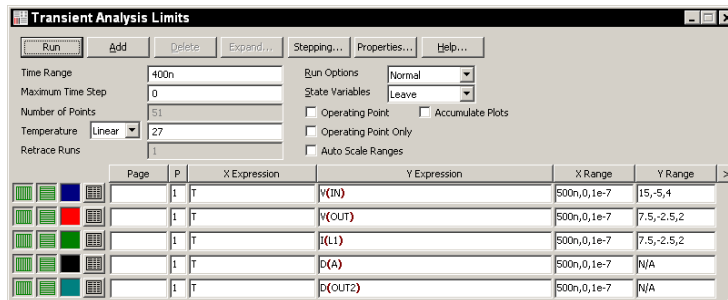 Transient Analysis Limits
Run Add Delete Expand... Stepping... Properties... Help...
Time Range 400n Run Options Normal
Maximum Time Step 0 State Variables Leave
Number of Points 51 Operating Point Accumulate Plots
Temperature Linear 27 Operating Point Only
Retrace Runs 1 Auto Scale Ranges
Page P X Expression Y Expression X Range Y Range >
1 T V(IN) 500n,0,1e-7 15,-5,4
1 T V(OUT) 500n,0,1e-7 7.5,-2.5,2
1 T I(L1) 500n,0,1e-7 7.5,-2.5,2
1 T D(A) 500n,0,1e-7 N/A
1 T D(OUT2) 500n,0,1e-7 N/A